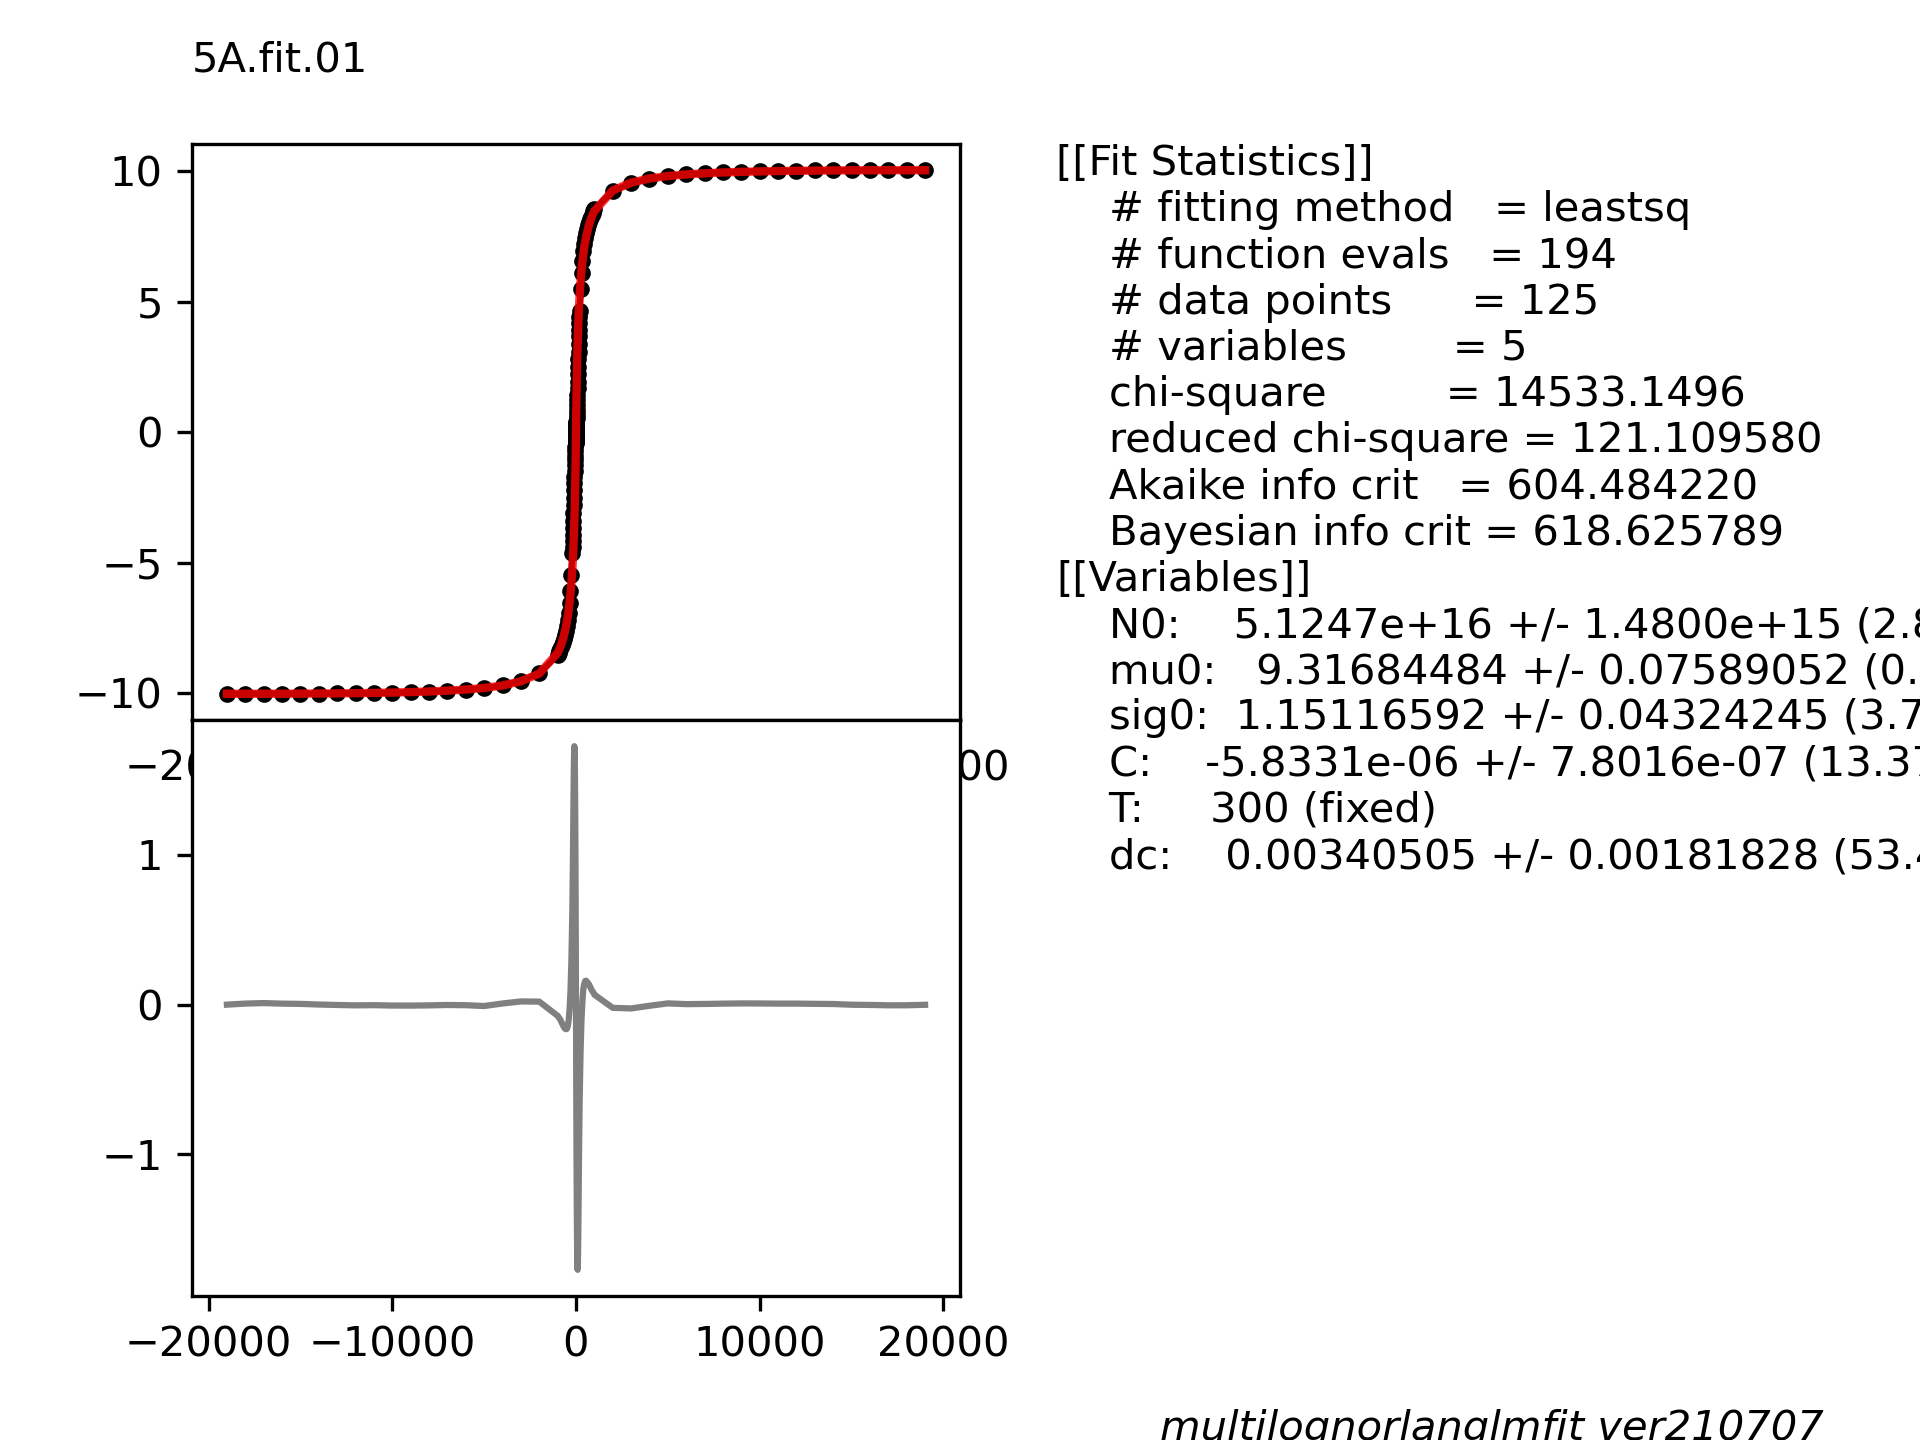 5A.fit.01
10
5
0
−5
−10
1
0
−1
−20000 −10000 0 10000 20000
[[Fit Statistics]]
# fitting method = leastsq
# function evals = 194
# data points = 125
# variables = 5
chi-square = 14533.1496
reduced chi-square = 121.109580
Akaike info crit = 604.484220
Bayesian info crit = 618.625789
[[Variables]]
N0: 5.1247e+16 +/- 1.4800e+15
mu0: 9.31684484 +/- 0.07589052
sig0: 1.15116592 +/- 0.04324245
C: -5.8331e-06 +/- 7.8016e-07
T: 300 (fixed)
dc: 0.00340505 +/- 0.00181828
multilognorlanglmfit ver210707